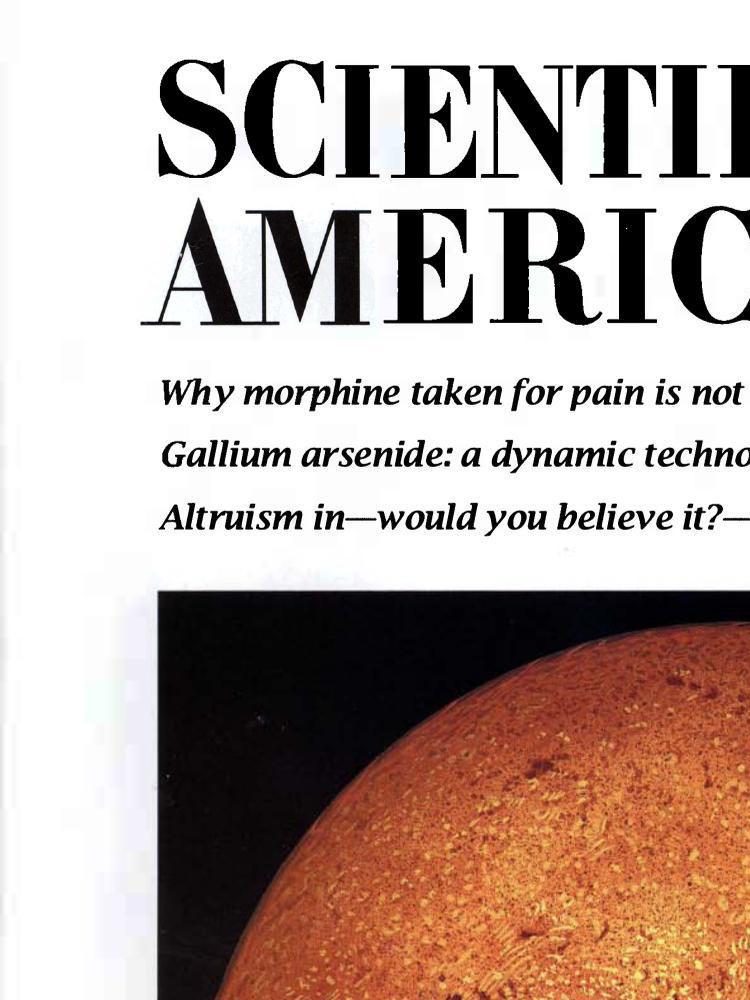 SCIENTI
AMERIC
Why morphine taken for pain is not
Gallium arsenide: a dynamic techno
Altruism in—would you believe it?—